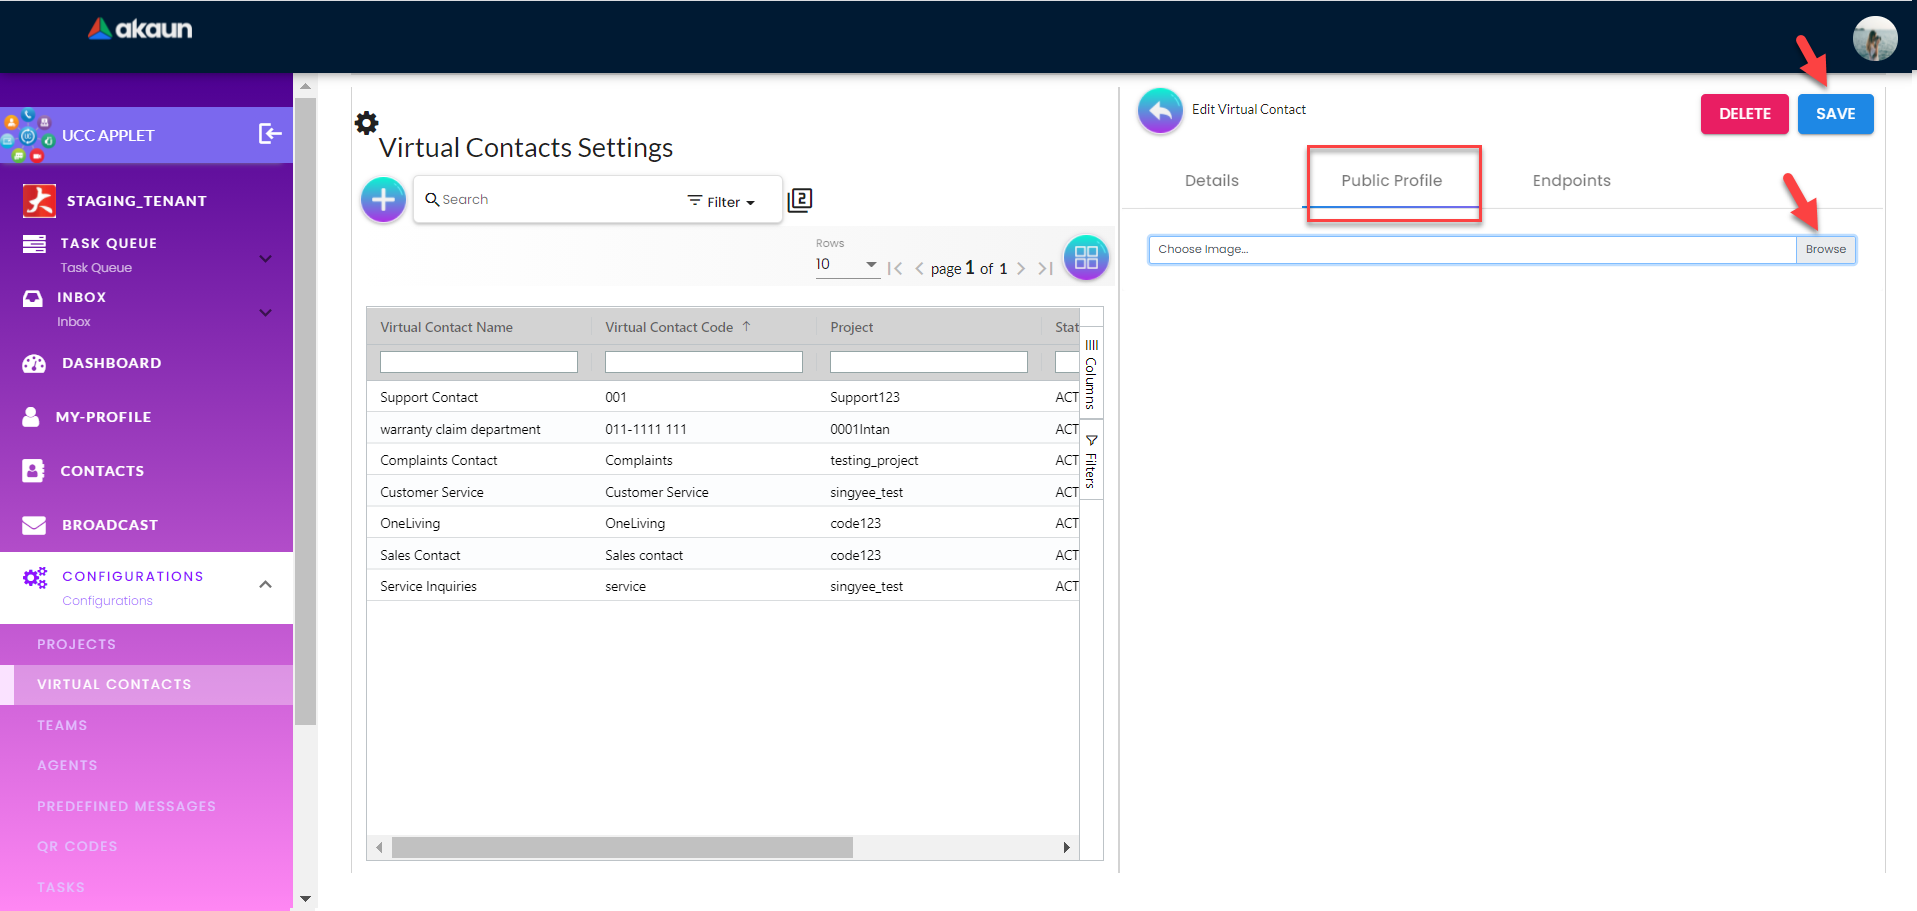 akaun
UCC APPLET
STAGING_TENANT
TASK QUEUE
Task Queue
INBOX
Inbox
DASHBOARD
MY-PROFILE
CONTACTS
BROADCAST
CONFIGURATIONS
Configurations
PROJECTS
VIRTUAL CONTACTS
TEAMS
AGENTS
PREDEFINED MESSAGES
QR CODES
TASKS
Virtual Contacts Settings
Search
Filter
2
Rows
10
page 1 of 1
Virtual Contact Name Virtual Contact Code Project Stat
Support Contact 001 Support123 ACT
warranty claim department 011-1111 111 0001Intan ACT
Complaints Contact Complaints testing_project ACT
Customer Service Customer Service singyee_test ACT
OneLiving OneLiving code123 ACT
Sales Contact Sales contact code123 ACT
Service Inquiries service singyee_test ACT
Columns
Filters
Edit Virtual Contact
DELETE
SAVE
Details Public Profile Endpoints
Choose Image... Browse